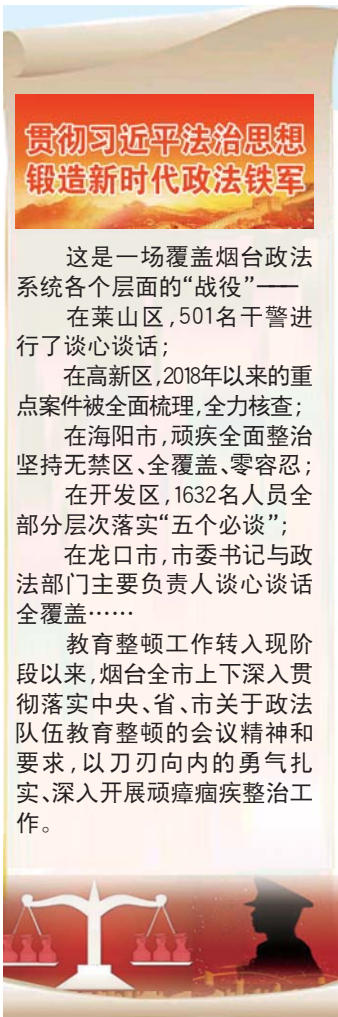 贯彻习近平法治思想
锻造新时代政法铁军
这是一场覆盖烟台政法
系统各个层面的“战役”——
在莱山区,501名干警进
行了谈心谈话;
在高新区,2018年以来的重
点案件被全面梳理,全力核查;
在海阳市,顽疾全面整治
坚持无禁区、全覆盖、零容忍;
在开发区,1632名人员全
部分层次落实“五个必谈”;
在龙口市,市委书记与政
法部门主要负责人谈心谈话
全覆盖……
教育整顿工作转入现阶
段以来,烟台全市上下深入贯
彻落实中央、省、市关于政法
队伍教育整顿的会议精神和
要求,以刀刃向内的勇气扎
实、深入开展顽瘴痼疾整治工
作。